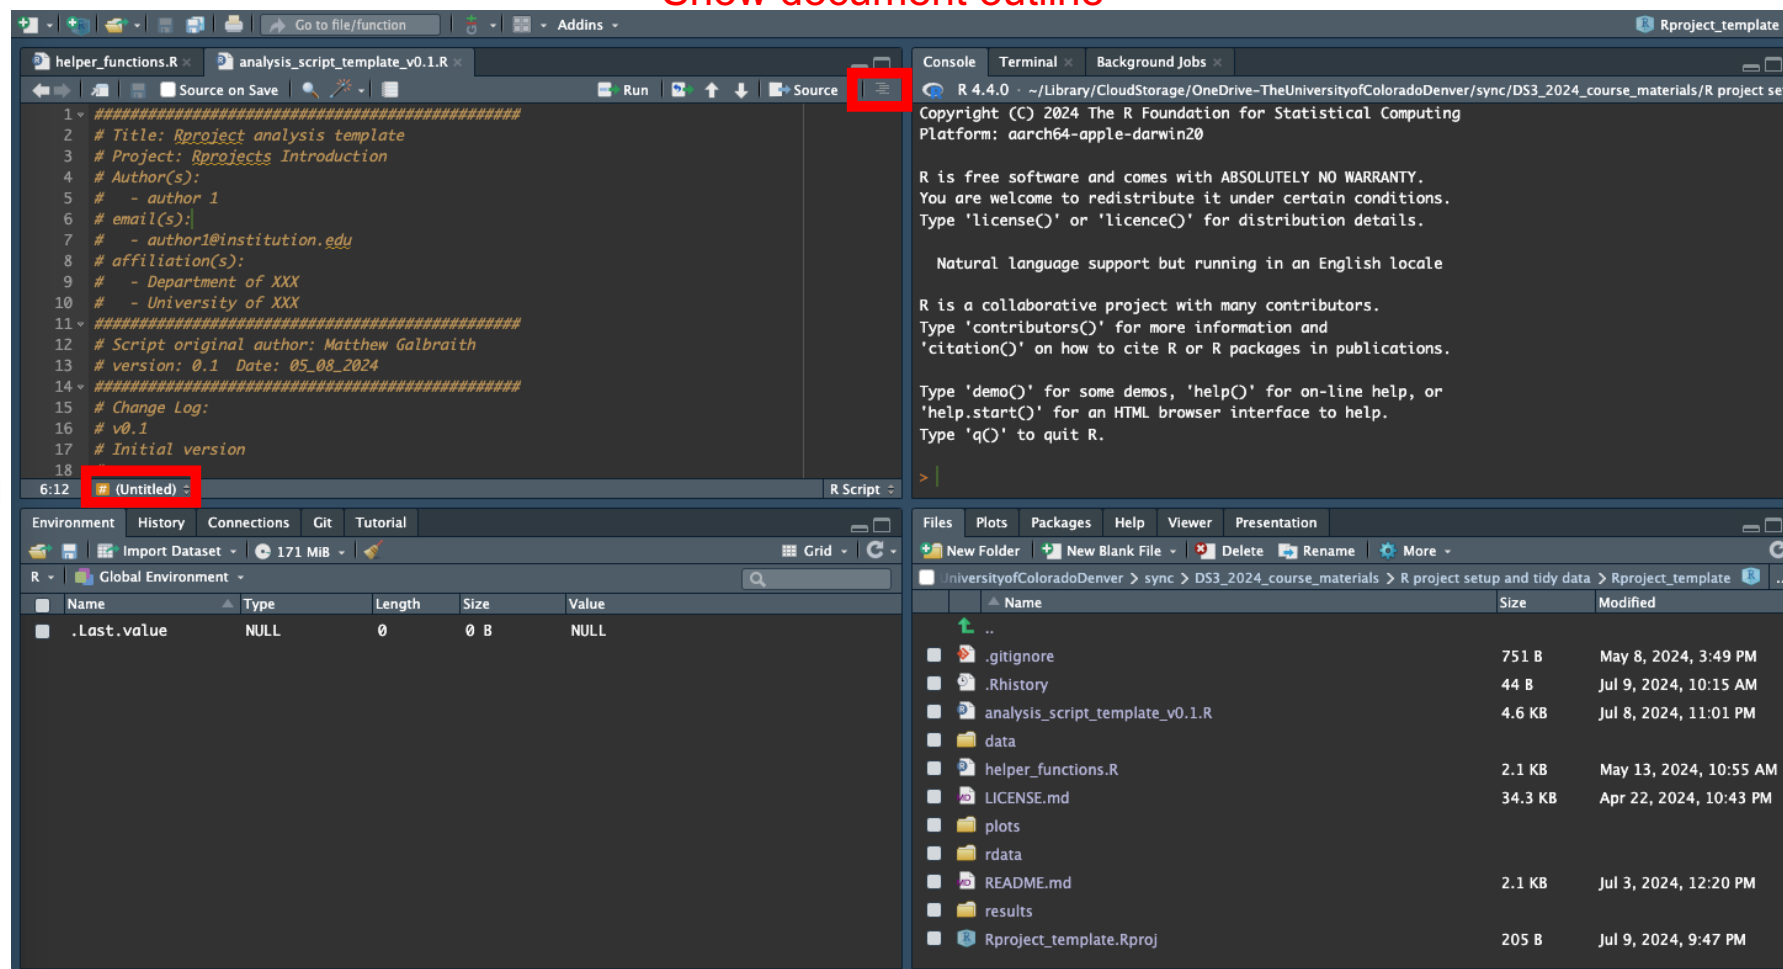 Show document outline
Go to file/function
Addins
Rproject_template
helper_functions.R
analysis_script_template_v0.1.R
Source on Save
Run
Source
1 ################################################
2 # Title: Rproject analysis template
3 # Project: Rprojects Introduction
4 # Author(s):
5 #   - author 1
6 # email(s):
7 #   - author1@institution.edu
8 # affiliation(s):
9 #   - Department of XXX
10 #   - University of XXX
11 ################################################
12 # Script original author: Matthew Galbraith
13 # version: 0.1  Date: 05_08_2024
14 ################################################
15 # Change Log:
16 # v0.1
17 # Initial version
18
6:12
# (Untitled)
R Script
Console
Terminal
Background Jobs
R 4.4.0 · ~/Library/CloudStorage/OneDrive-TheUniversityofColoradoDenver/sync/DS3_2024_course_materials/R project se
Copyright (C) 2024 The R Foundation for Statistical Computing
Platform: aarch64-apple-darwin20
R is free software and comes with ABSOLUTELY NO WARRANTY.
You are welcome to redistribute it under certain conditions.
Type 'license()' or 'licence()' for distribution details.
Natural language support but running in an English locale
R is a collaborative project with many contributors.
Type 'contributors()' for more information and
'citation()' on how to cite R or R packages in publications.
Type 'demo()' for some demos, 'help()' for on-line help, or
'help.start()' for an HTML browser interface to help.
Type 'q()' to quit R.
>
Environment
History
Connections
Git
Tutorial
Import Dataset
171 MiB
Grid
R
Global Environment
Name Type Length Size Value
.Last.value NULL 0 0 B NULL
Files
Plots
Packages
Help
Viewer
Presentation
New Folder
New Blank File
Delete
Rename
More
UniversityofColoradoDenver > sync > DS3_2024_course_materials > R project setup and tidy data > Rproject_template
Name Size Modified
..
.gitignore 751 B May 8, 2024, 3:49 PM
.Rhistory 44 B Jul 9, 2024, 10:15 AM
analysis_script_template_v0.1.R 4.6 KB Jul 8, 2024, 11:01 PM
data
helper_functions.R 2.1 KB May 13, 2024, 10:55 AM
LICENSE.md 34.3 KB Apr 22, 2024, 10:43 PM
plots
rdata
README.md 2.1 KB Jul 3, 2024, 12:20 PM
results
Rproject_template.Rproj 205 B Jul 9, 2024, 9:47 PM